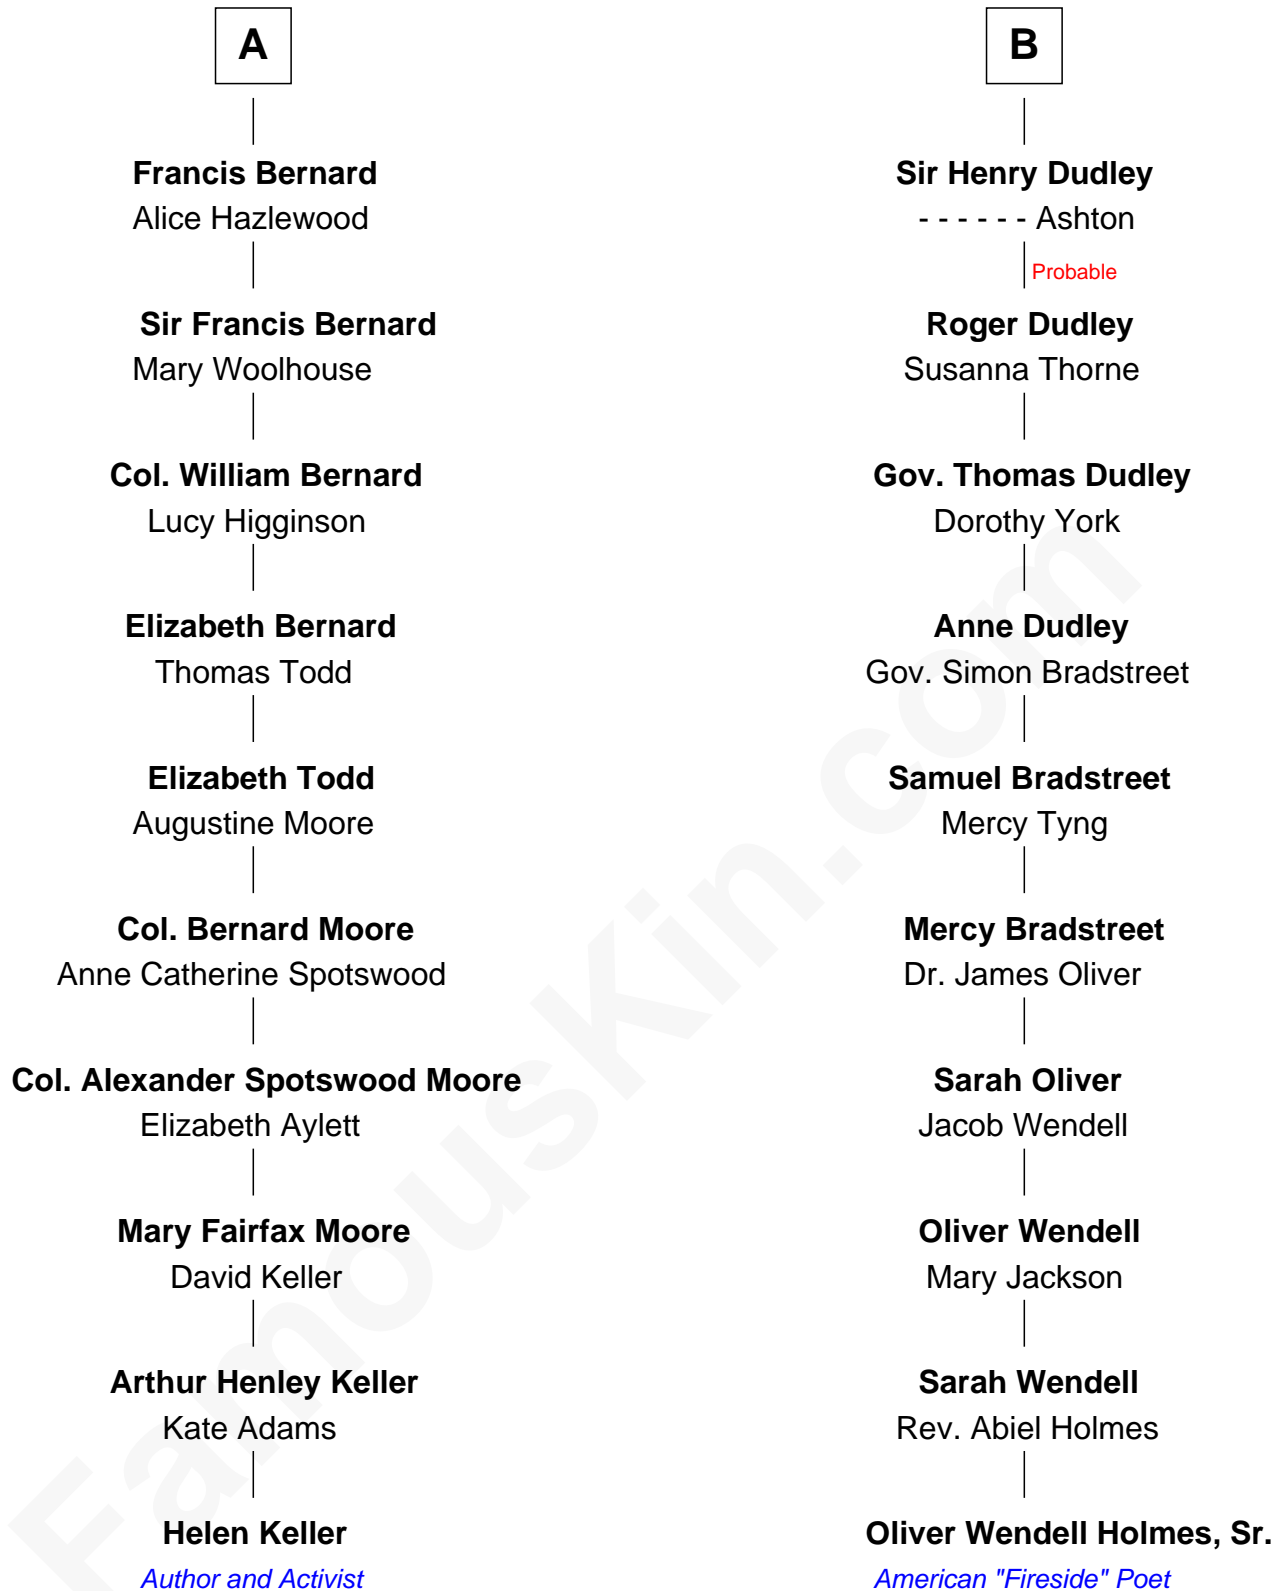 A
Francis Bernard
Alice Hazlewood
Sir Francis Bernard
Mary Woolhouse
Col. William Bernard
Lucy Higginson
Elizabeth Bernard
Thomas Todd
Elizabeth Todd
Augustine Moore
Col. Bernard Moore
Anne Catherine Spotswood
Col. Alexander Spotswood Moore
Elizabeth Aylett
Mary Fairfax Moore
David Keller
Arthur Henley Keller
Kate Adams
Helen Keller
Author and Activist
B
Sir Henry Dudley
- - - - - - Ashton
Probable
Roger Dudley
Susanna Thorne
Gov. Thomas Dudley
Dorothy York
Anne Dudley
Gov. Simon Bradstreet
Samuel Bradstreet
Mercy Tyng
Mercy Bradstreet
Dr. James Oliver
Sarah Oliver
Jacob Wendell
Oliver Wendell
Mary Jackson
Sarah Wendell
Rev. Abiel Holmes
Oliver Wendell Holmes, Sr.
American "Fireside" Poet
FamousKin.com